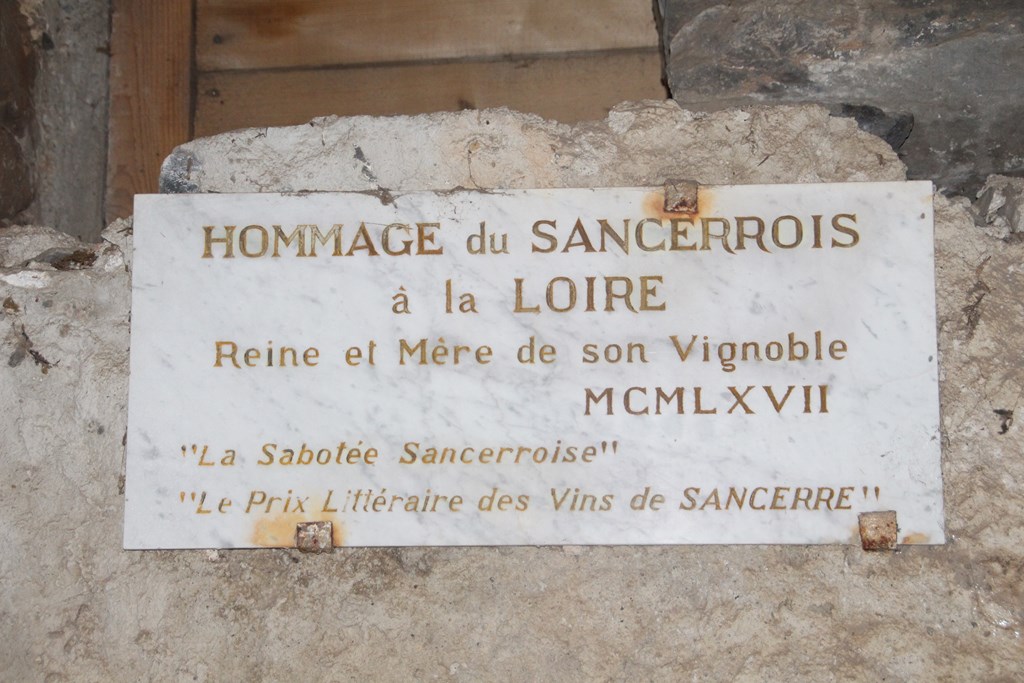 HOMMAGE du SANCERROIS
à la LOIRE
Reine et Mère de son Vignoble
MCMLXVII
"La Sabotée Sancerroise"
"Le Prix Littéraire des Vins de SANCERRE"